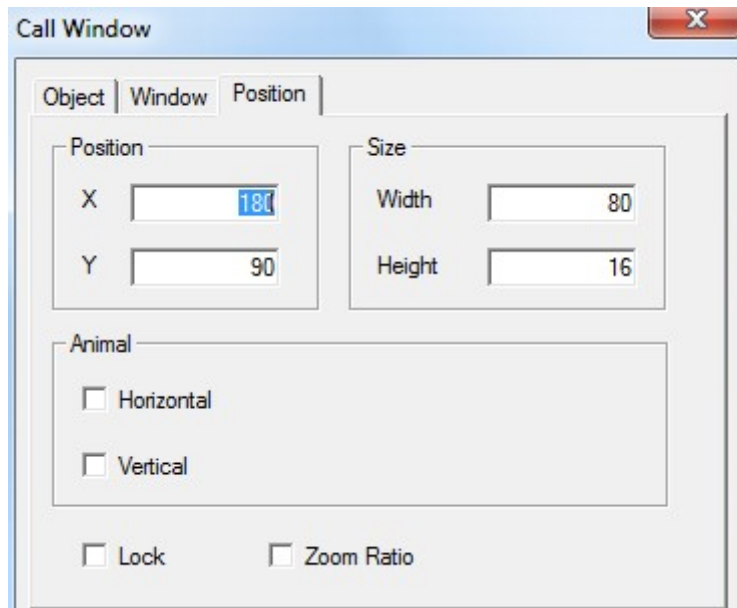 Call Window
x
Object Window Position
Position
X 180
Y 90
Size
Width 80
Height 16
Animal
Horizontal
Vertical
Lock Zoom Ratio